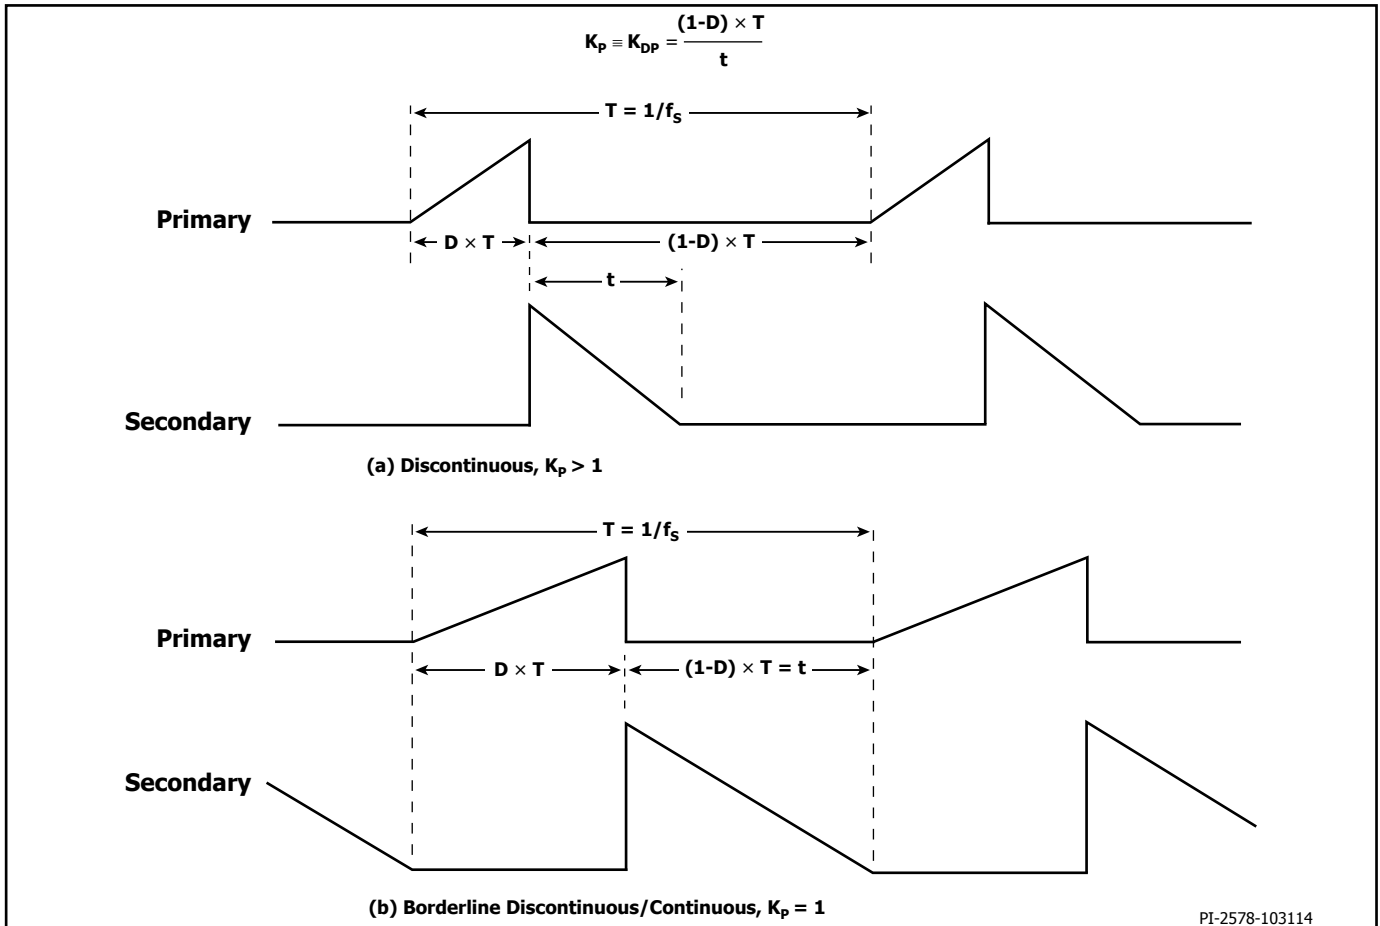 K_P ≡ K_DP = (1-D) × T / t
T = 1/f_S
Primary
D × T
(1-D) × T
t
Secondary
(a) Discontinuous, K_P > 1
T = 1/f_S
Primary
D × T
(1-D) × T = t
Secondary
(b) Borderline Discontinuous/Continuous, K_P = 1
PI-2578-103114